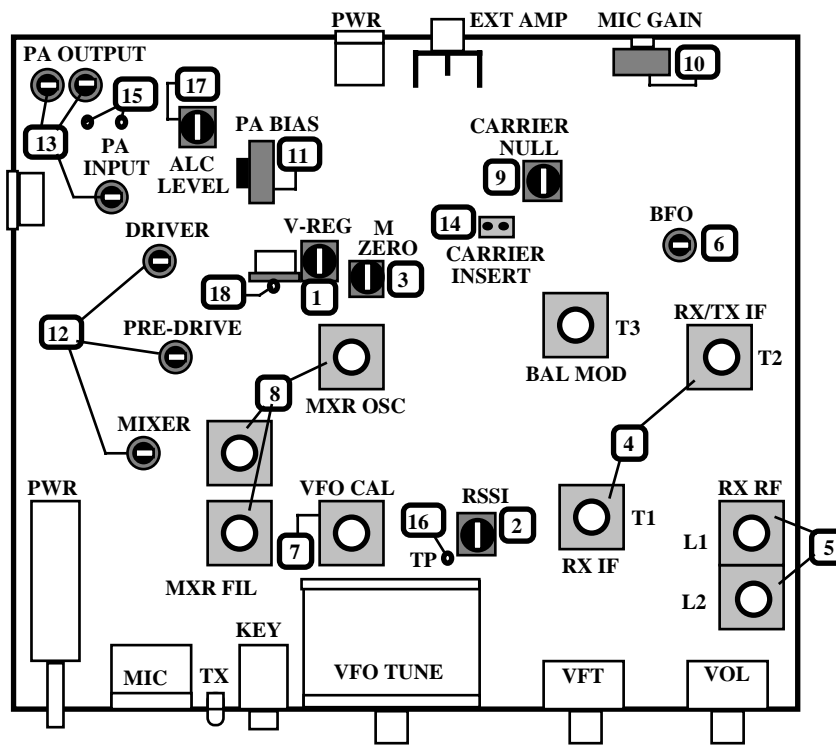 PWR EXT AMP MIC GAIN
PA OUTPUT
17
10
15
PA BIAS
13
PA
INPUT
ALC
LEVEL
11
CARRIER
NULL
9
14
CARRIER
INSERT
BFO
6
DRIVER
V-REG
M
ZERO
18
1
3
RX/TX IF
12
PRE-DRIVE
T3
T2
BAL MOD
8
MXR OSC
MIXER
4
PWR
VFO CAL
RSSI
RX RF
16
2
T1
L1
5
7
TP
RX IF
MXR FIL
L2
KEY
MIC
TX
VFO TUNE
VFT
VOL